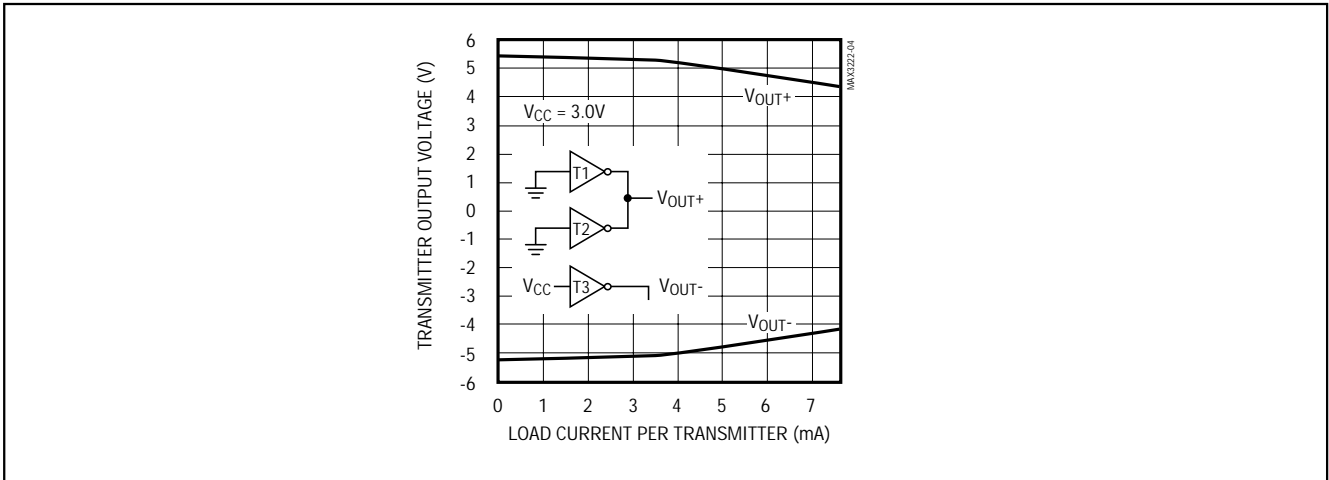 TRANSMITTER OUTPUT VOLTAGE (V)
6
5
4
3
2
1
0
-1
-2
-3
-4
-5
-6
MAX3222-04
VOUT+
VCC = 3.0V
T1
VOUT+
T2
VCC
T3
VOUT-
VOUT-
0 1 2 3 4 5 6 7
LOAD CURRENT PER TRANSMITTER (mA)